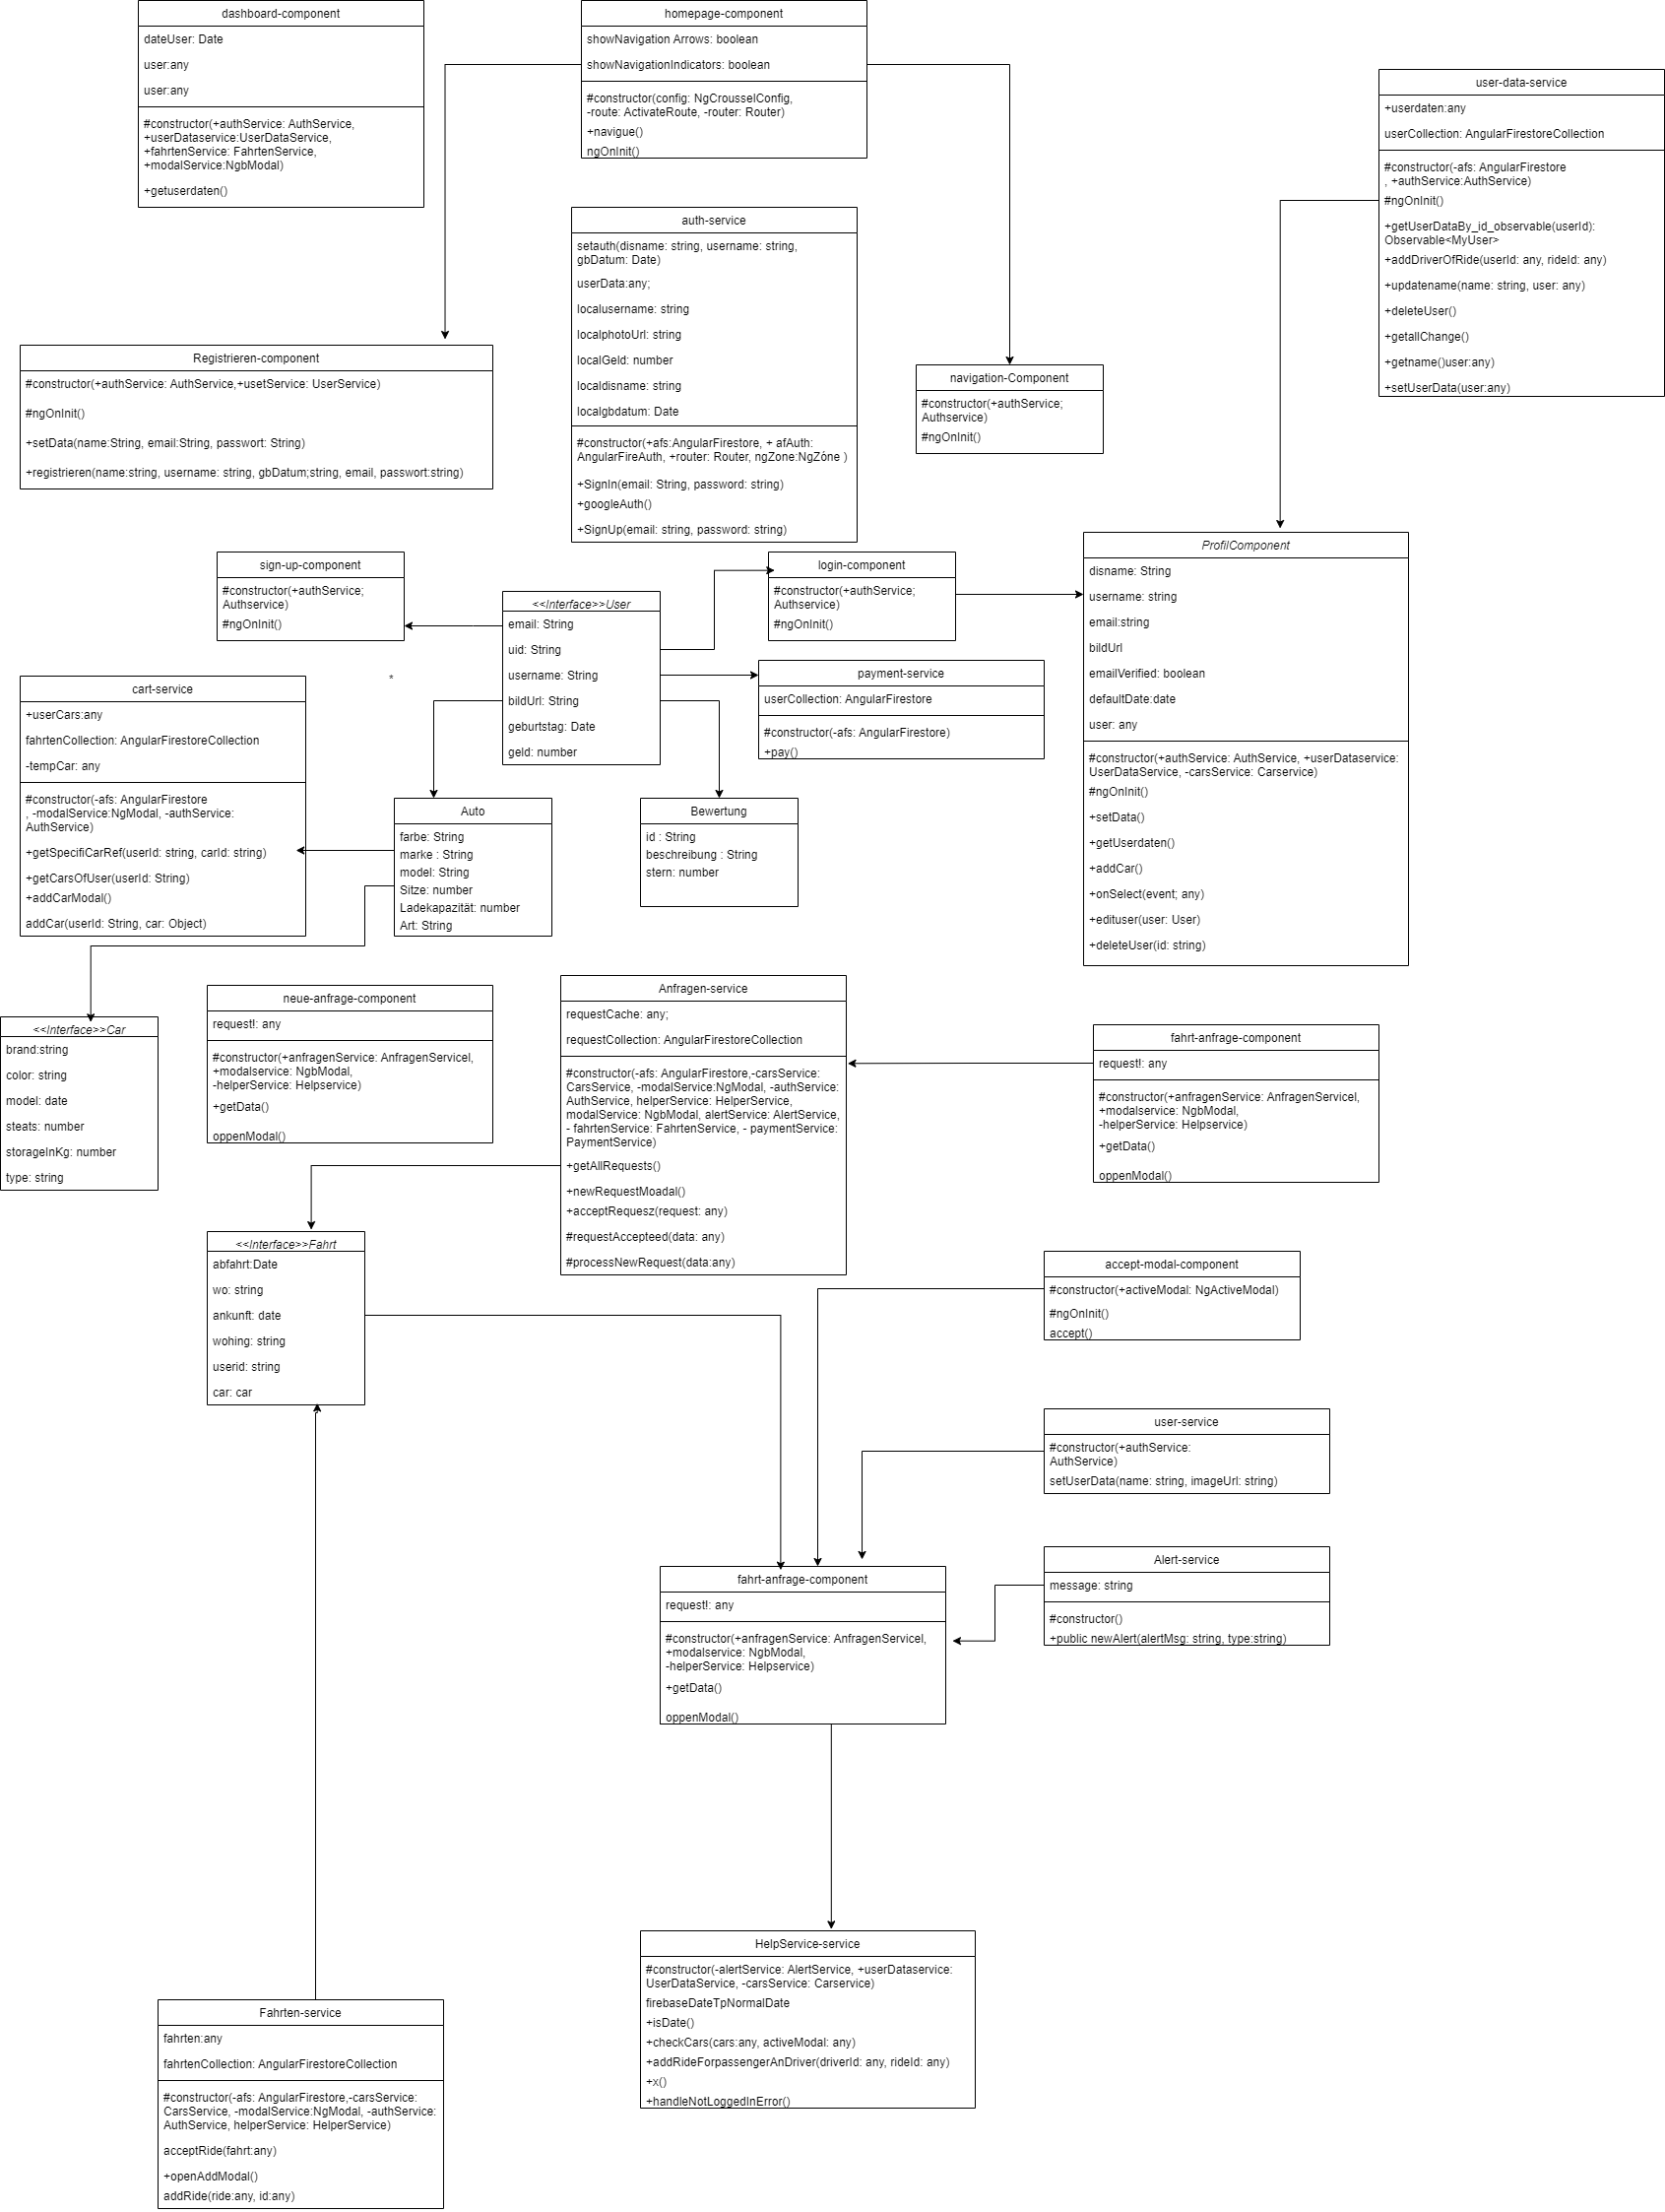 dashboard-component
dateUser: Date
user:any
user:any
#constructor(+authService: AuthService,
+userDataservice:UserDataService,
+fahrtenService: FahrtenService,
+modalService:NgbModal)
+getuserdaten()
homepage-component
showNavigation Arrows: boolean
showNavigationIndicators: boolean
#constructor(config: NgCrousselConfig,
-route: ActivateRoute, -router: Router)
+navigue()
ngOnInit()
user-data-service
+userdaten:any
userCollection: AngularFirestoreCollection
#constructor(-afs: AngularFirestore
, +authService:AuthService)
#ngOnInit()
+getUserDataBy_id_observable(userId):
Observable<MyUser>
+addDriverOfRide(userId: any, rideId: any)
+updatename(name: string, user: any)
+deleteUser()
+getallChange()
+getname()user:any)
+setUserData(user:any)
auth-service
setauth(disname: string, username: string,
gbDatum: Date)
userData:any;
localusername: string
localphotoUrl: string
localGeld: number
localdisname: string
localgbdatum: Date
#constructor(+afs:AngularFirestore, + afAuth:
AngularFireAuth, +router: Router, ngZone:NgZóne )
+SignIn(email: String, password: string)
+googleAuth()
+SignUp(email: string, password: string)
Registrieren-component
#constructor(+authService: AuthService,+usetService: UserService)
#ngOnInit()
+setData(name:String, email:String, passwort: String)
+registrieren(name:string, username: string, gbDatum;string, email, passwort:string)
navigation-Component
#constructor(+authService;
Authservice)
#ngOnInit()
sign-up-component
#constructor(+authService;
Authservice)
#ngOnInit()
<<Interface>>User
email: String
uid: String
username: String
bildUrl: String
geburtstag: Date
geld: number
login-component
#constructor(+authService;
Authservice)
#ngOnInit()
ProfilComponent
disname: String
username: string
email:string
bildUrl
emailVerified: boolean
defaultDate:date
user: any
#constructor(+authService: AuthService, +userDataservice:
UserDataService, -carsService: Carservice)
#ngOnInit()
+setData()
+getUserdaten()
+addCar()
+onSelect(event; any)
+edituser(user: User)
+deleteUser(id: string)
payment-service
userCollection: AngularFirestore
#constructor(-afs: AngularFirestore)
+pay()
*
cart-service
+userCars:any
fahrtenCollection: AngularFirestoreCollection
-tempCar: any
#constructor(-afs: AngularFirestore
, -modalService:NgModal, -authService:
AuthService)
+getSpecifiCarRef(userId: string, carId: string)
+getCarsOfUser(userId: String)
+addCarModal()
addCar(userId: String, car: Object)
Auto
farbe: String
marke : String
model: String
Sitze: number
Ladekapazität: number
Art: String
Bewertung
id : String
beschreibung : String
stern: number
<<Interface>>Car
brand:string
color: string
model: date
steats: number
storageInKg: number
type: string
neue-anfrage-component
request!: any
#constructor(+anfragenService: AnfragenServicel,
+modalservice: NgbModal,
-helperService: Helpservice)
+getData()
oppenModal()
Anfragen-service
requestCache: any;
requestCollection: AngularFirestoreCollection
#constructor(-afs: AngularFirestore,-carsService:
CarsService, -modalService:NgModal, -authService:
AuthService, helperService: HelperService,
modalService: NgbModal, alertService: AlertService,
- fahrtenService: FahrtenService, - paymentService:
PaymentService)
+getAllRequests()
+newRequestMoadal()
+acceptRequesz(request: any)
#requestAccepteed(data: any)
#processNewRequest(data:any)
fahrt-anfrage-component
request!: any
#constructor(+anfragenService: AnfragenServicel,
+modalservice: NgbModal,
-helperService: Helpservice)
+getData()
oppenModal()
<<Interface>>Fahrt
abfahrt:Date
wo: string
ankunft: date
wohing: string
userid: string
car: car
accept-modal-component
#constructor(+activeModal: NgActiveModal)
#ngOnInit()
accept()
user-service
#constructor(+authService:
AuthService)
setUserData(name: string, imageUrl: string)
Alert-service
message: string
#constructor()
+public newAlert(alertMsg: string, type:string)
fahrt-anfrage-component
request!: any
#constructor(+anfragenService: AnfragenServicel,
+modalservice: NgbModal,
-helperService: Helpservice)
+getData()
oppenModal()
HelpService-service
#constructor(-alertService: AlertService, +userDataservice:
UserDataService, -carsService: Carservice)
firebaseDateTpNormalDate
+isDate()
+checkCars(cars:any, activeModal: any)
+addRideForpassengerAnDriver(driverId: any, rideId: any)
+x()
+handleNotLoggedInError()
Fahrten-service
fahrten:any
fahrtenCollection: AngularFirestoreCollection
#constructor(-afs: AngularFirestore,-carsService:
CarsService, -modalService:NgModal, -authService:
AuthService, helperService: HelperService)
acceptRide(fahrt:any)
+openAddModal()
addRide(ride:any, id:any)